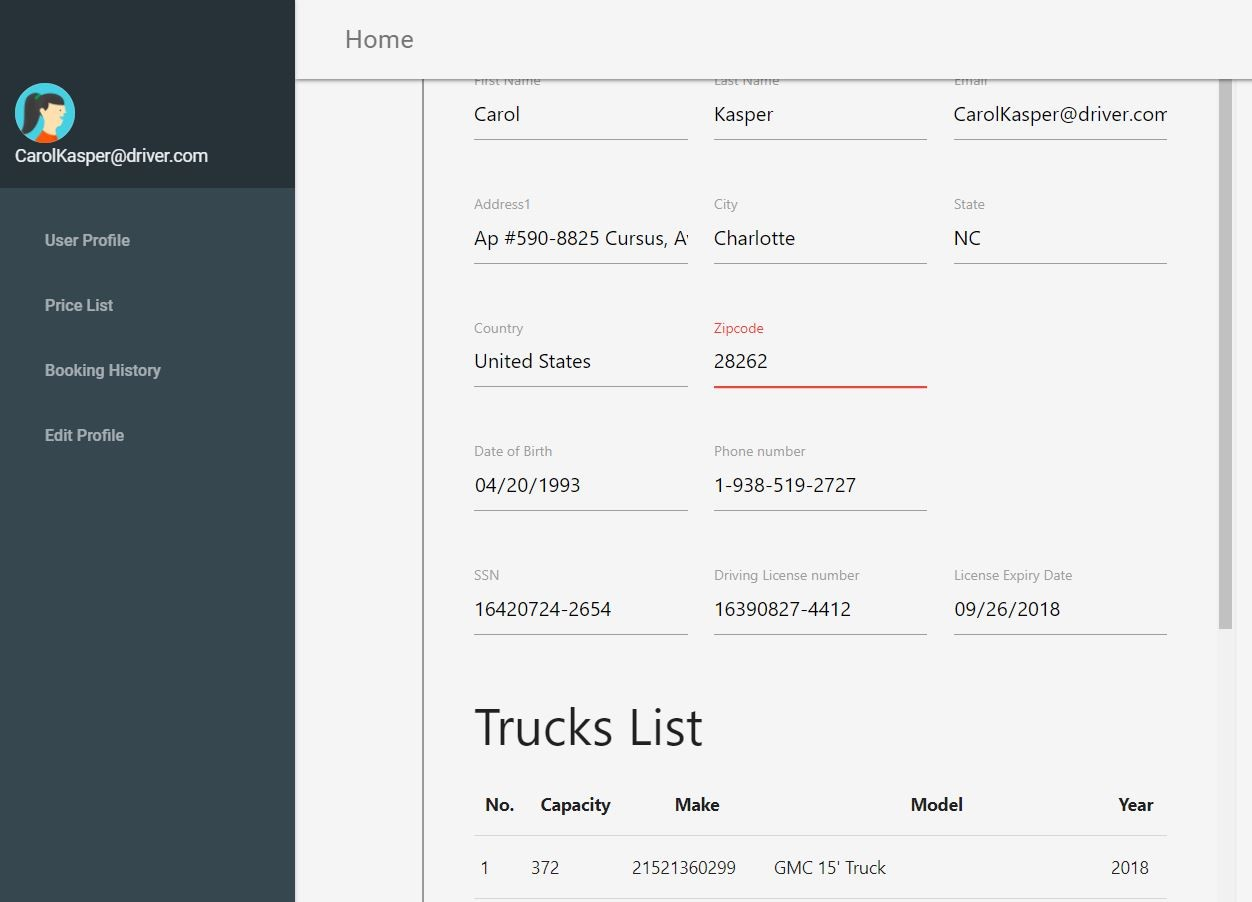 Home
CarolKasper@driver.com
User Profile
Price List
Booking History
Edit Profile
First Name Last Name Email
Carol Kasper CarolKasper@driver.com
Address1 City State
Ap #590-8825 Cursus, Av Charlotte NC
Country Zipcode
United States 28262
Date of Birth Phone number
04/20/1993 1-938-519-2727
SSN Driving License number License Expiry Date
16420724-2654 16390827-4412 09/26/2018
Trucks List
No. Capacity Make Model Year
1 372 21521360299 GMC 15' Truck 2018